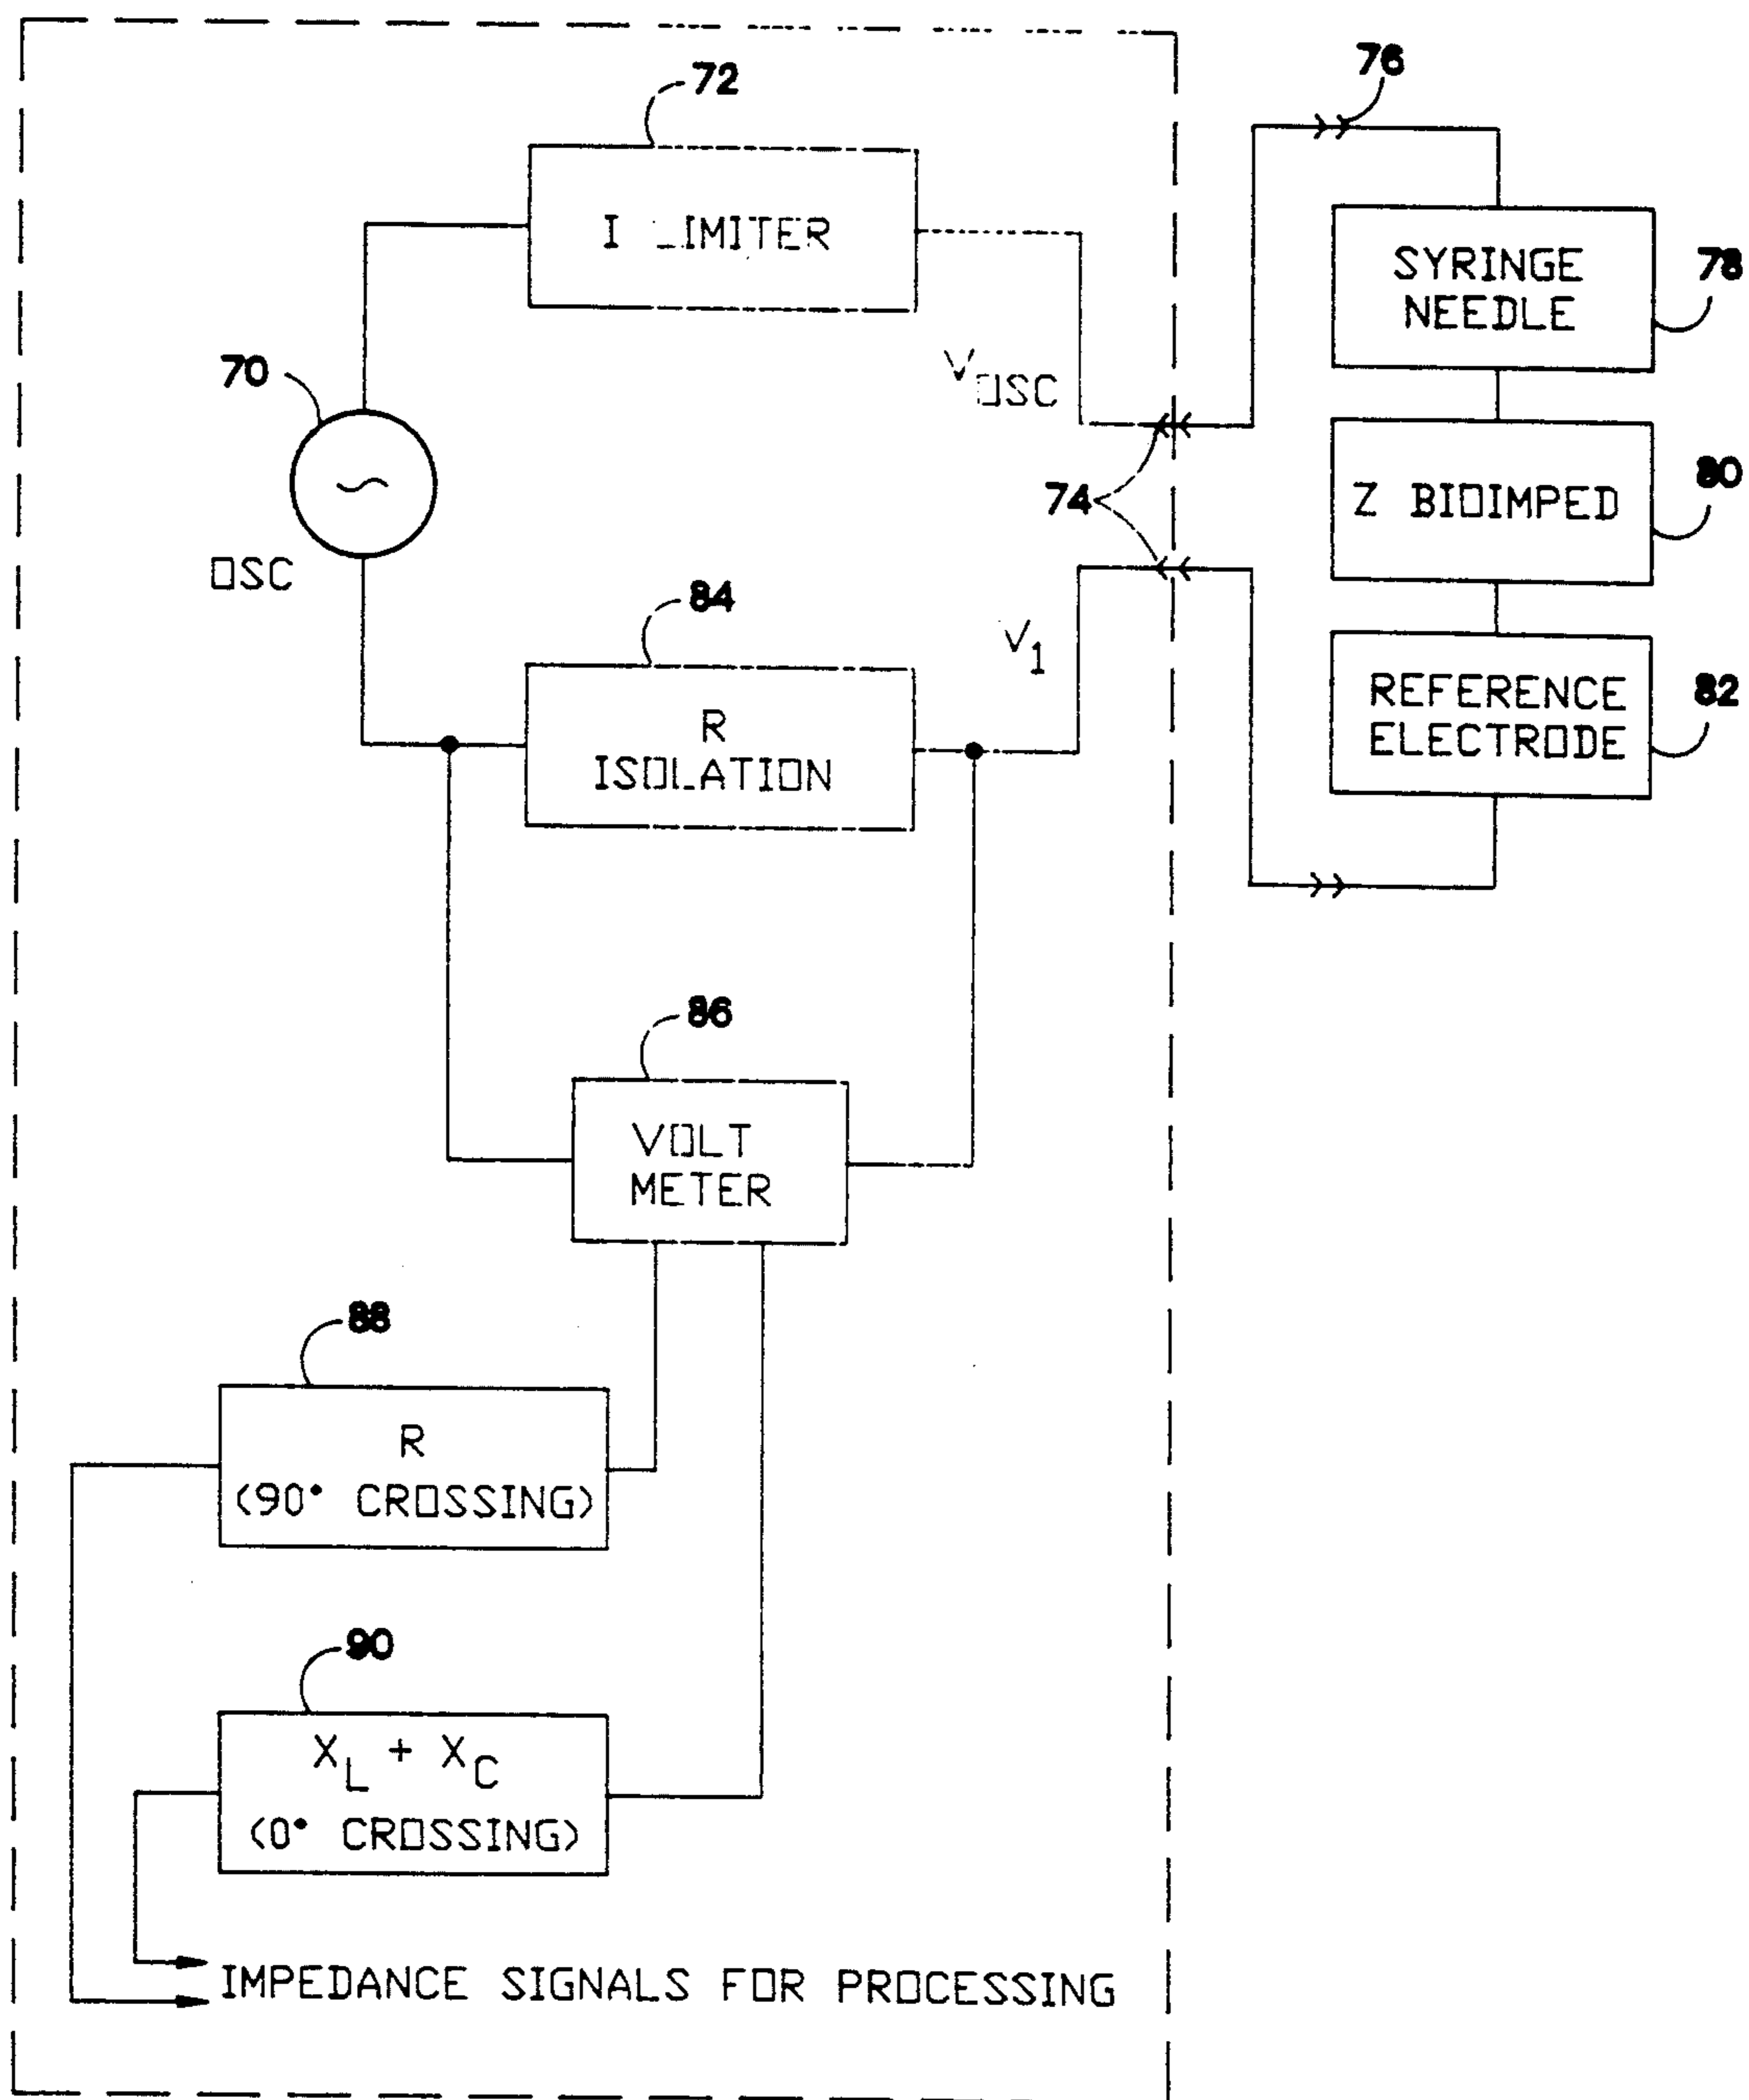 72
76
I LIMITER
SYRINGE
NEEDLE
78
70
VOSC
74
Z BIOIMPED
80
OSC
84
V1
R
ISOLATION
REFERENCE
ELECTRODE
82
86
VOLT
METER
88
R
(90° CROSSING)
90
XL + XC
(0° CROSSING)
IMPEDANCE SIGNALS FOR PROCESSING